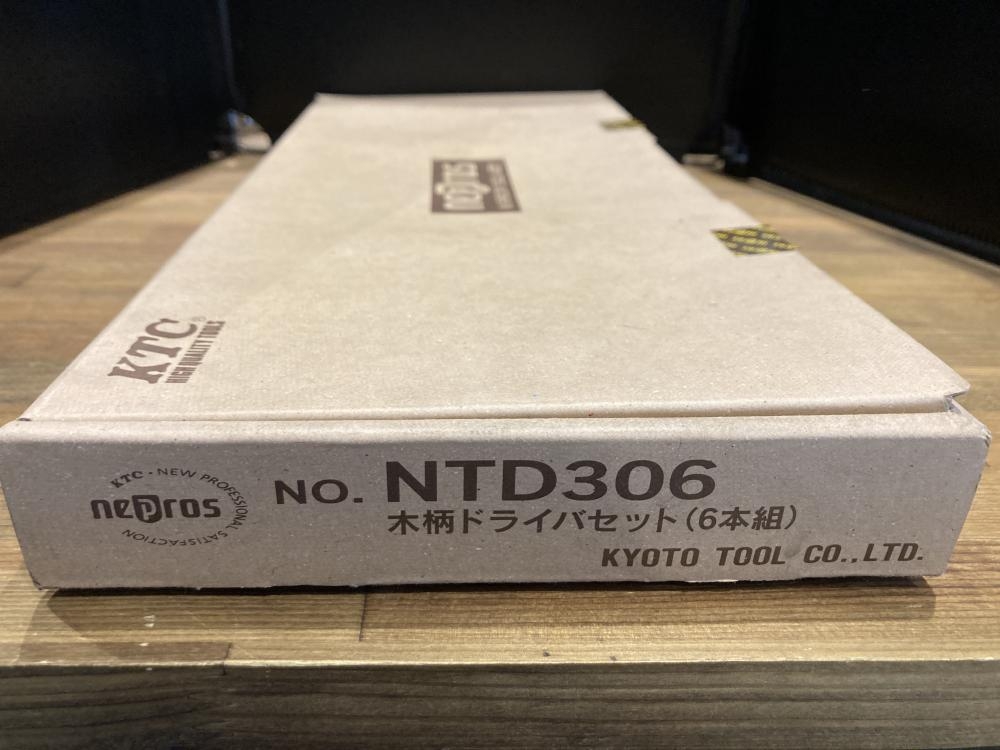 nepros
KTC®
HIGH QUALITY TOOLS
KTC・NEW PROFESSIONAL SATISFACTION
nepros
NO. NTD306
木柄ドライバセット(6本組)
KYOTO TOOL CO.,LTD.